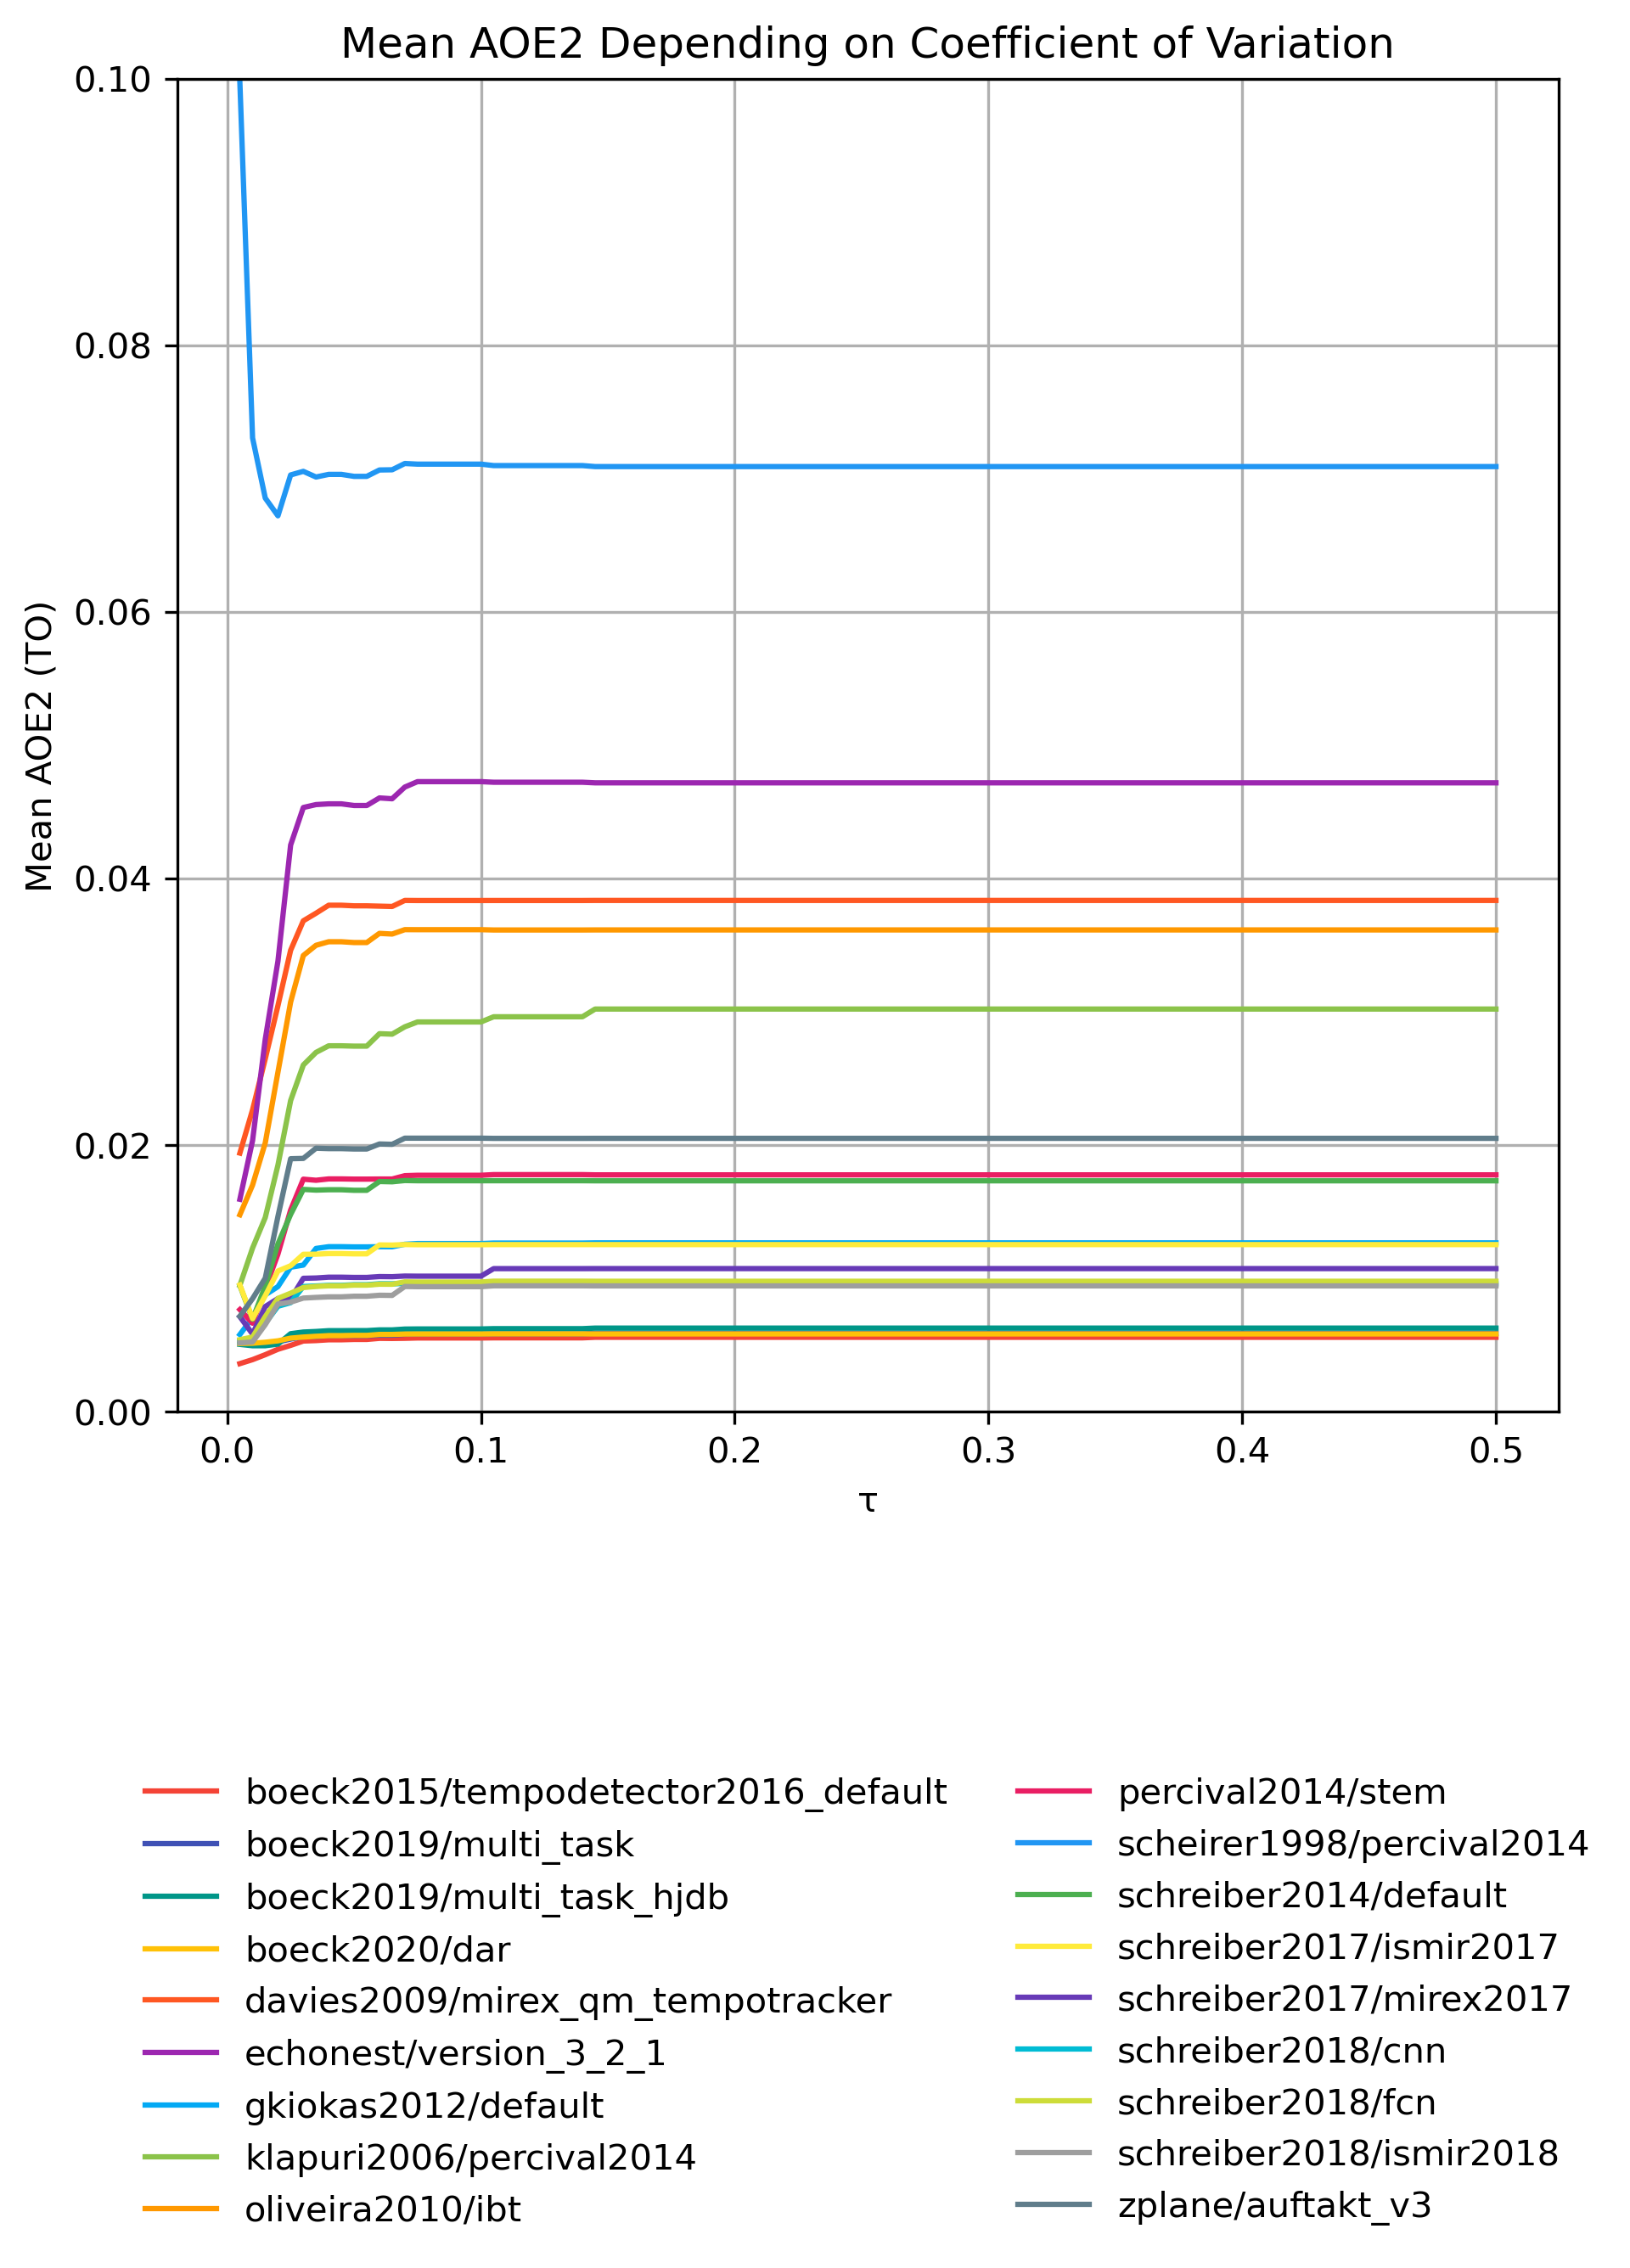 Mean AOE2 Depending on Coefficient of Variation
0.10
0.08
0.06
0.04
0.02
0.00
Mean AOE2 (TO)
0.0 0.1 0.2 0.3 0.4 0.5
τ
boeck2015/tempodetector2016_default
boeck2019/multi_task
boeck2019/multi_task_hjdb
boeck2020/dar
davies2009/mirex_qm_tempotracker
echonest/version_3_2_1
gkiokas2012/default
klapuri2006/percival2014
oliveira2010/ibt
percival2014/stem
scheirer1998/percival2014
schreiber2014/default
schreiber2017/ismir2017
schreiber2017/mirex2017
schreiber2018/cnn
schreiber2018/fcn
schreiber2018/ismir2018
zplane/auftakt_v3